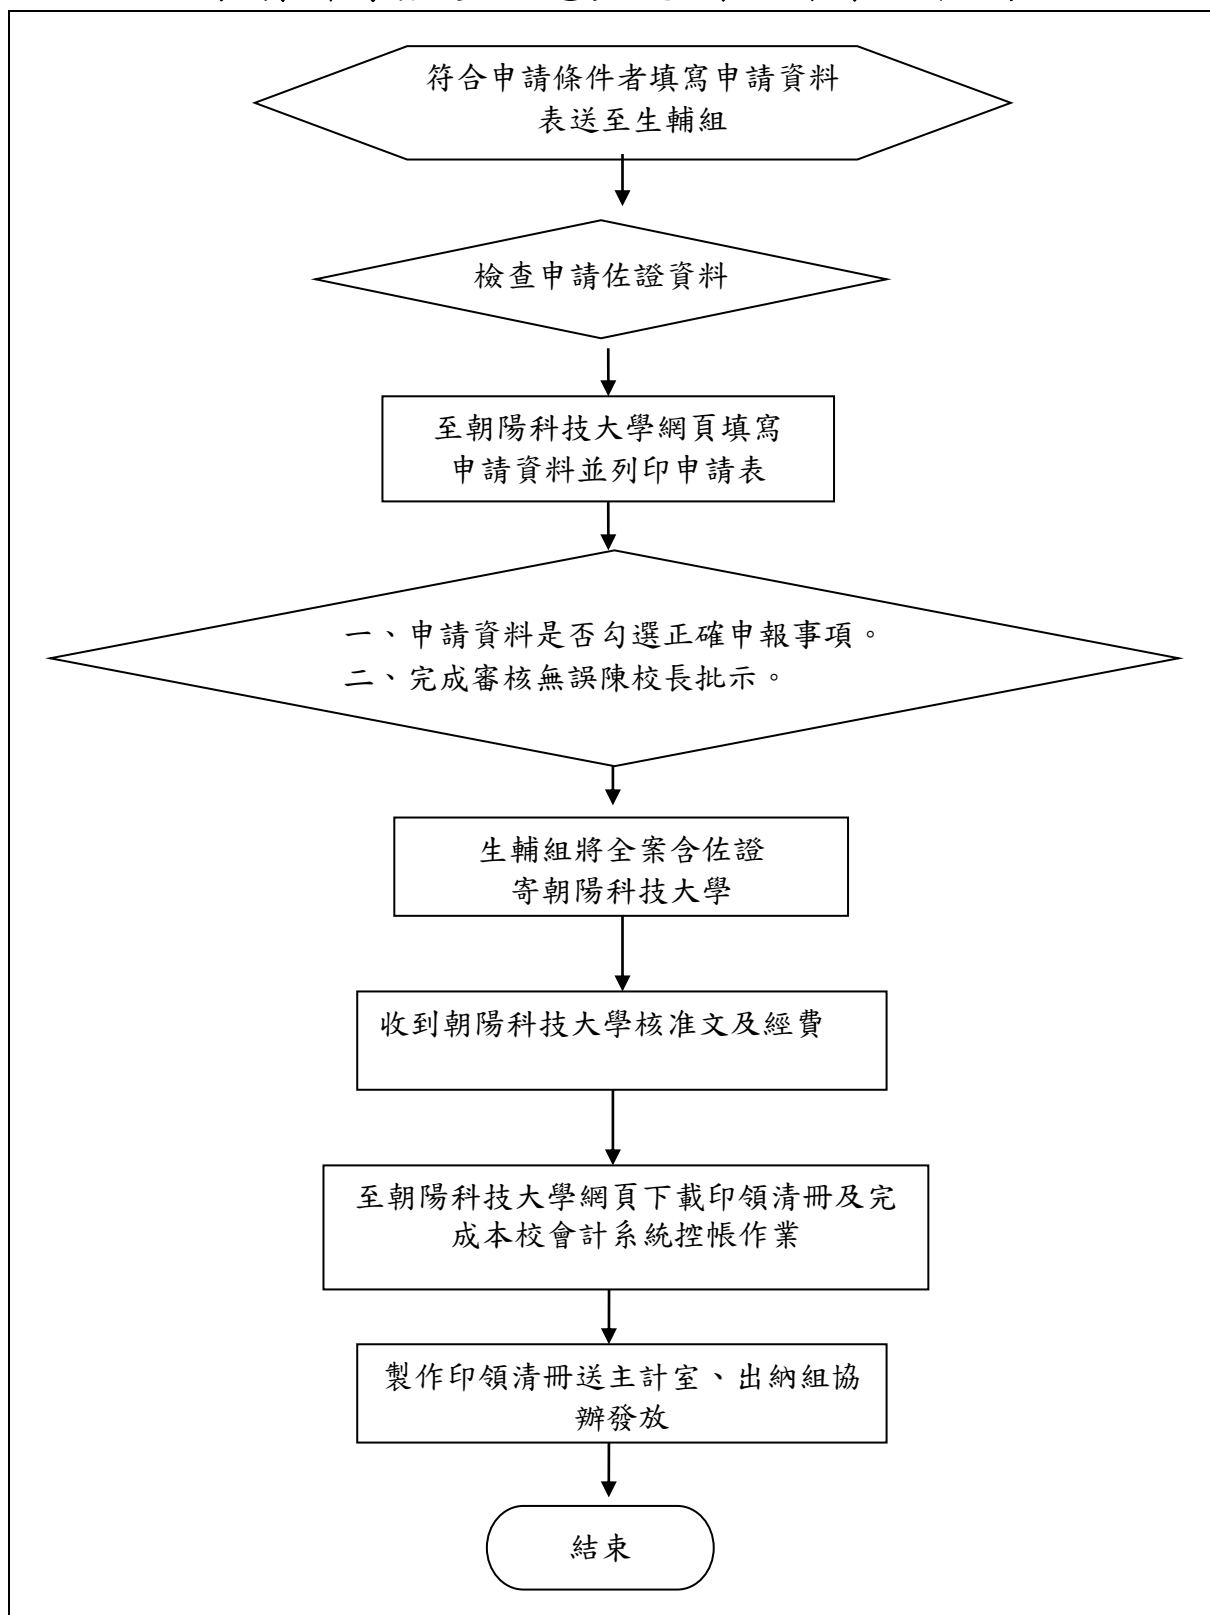 符合申請條件者填寫申請資料
表送至生輔組
檢查申請佐證資料
至朝陽科技大學網頁填寫
申請資料並列印申請表
一、申請資料是否勾選正確申報事項。
二、完成審核無誤陳校長批示。
生輔組將全案含佐證
寄朝陽科技大學
收到朝陽科技大學核准文及經費
至朝陽科技大學網頁下載印領清冊及完
成本校會計系統控帳作業
製作印領清冊送主計室、出納組協
辦發放
結束